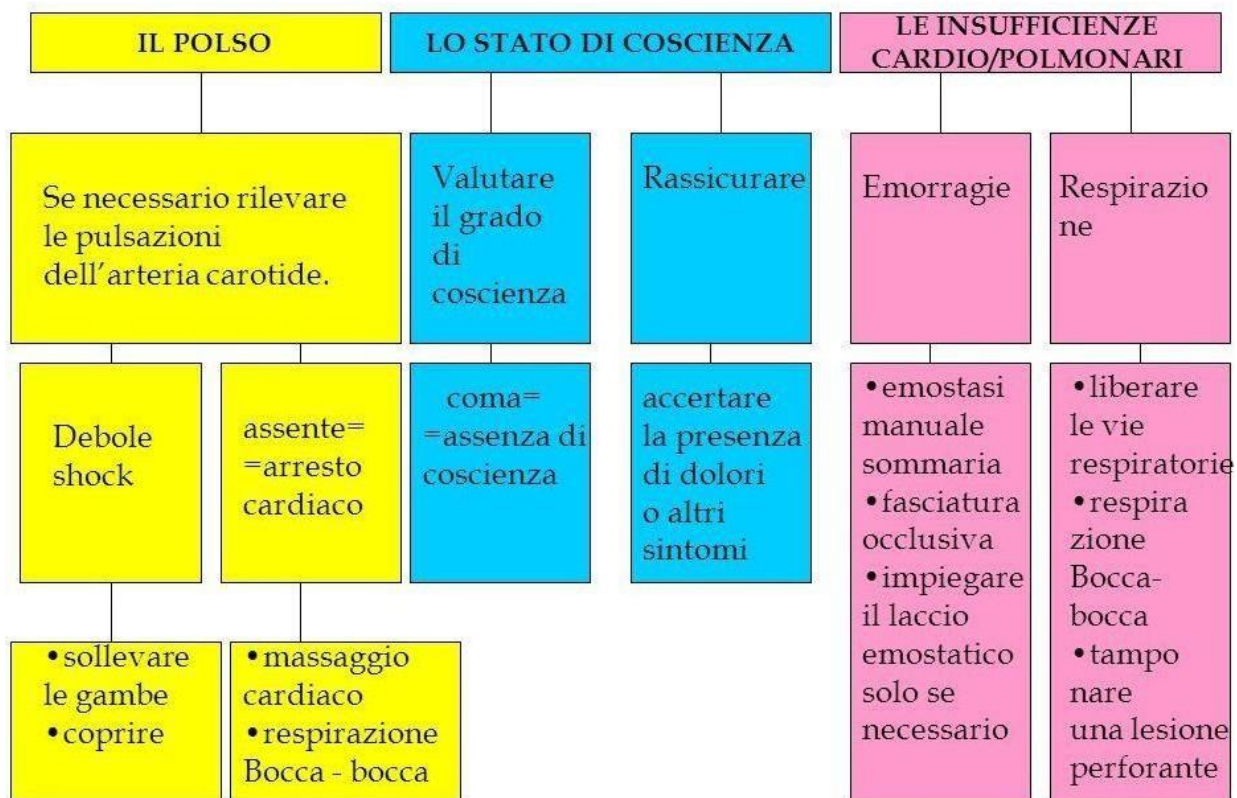 IL POLSO
LO STATO DI COSCIENZA
LE INSUFFICIENZE
CARDIO/POLMONARI
Se necessario rilevare
le pulsazioni
dell'arteria carotide.
Valutare
il grado
di
coscienza
Rassicurare
Emorragie
Respirazio
ne
Debole
shock
assente=
=arresto
cardiaco
coma=
=assenza di
coscienza
accertare
la presenza
di dolori
o altri
sintomi
•emostasi
manuale
sommaria
•fasciatura
occlusiva
•impiegare
il laccio
emostatico
solo se
necessario
•liberare
le vie
respiratorie
•respira
zione
Bocca-
bocca
•tampo
nare
una lesione
perforante
•sollevare
le gambe
•coprire
•massaggio
cardiaco
•respirazione
Bocca - bocca